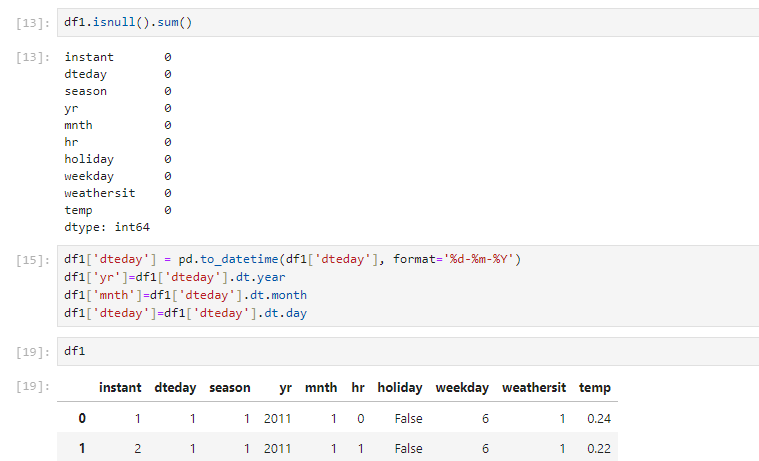 [13]: df1.isnull().sum()
[13]: instant 0
dteday 0
season 0
yr 0
mnth 0
hr 0
holiday 0
weekday 0
weathersit 0
temp 0
dtype: int64
[15]: df1['dteday'] = pd.to_datetime(df1['dteday'], format='%d-%m-%Y')
df1['yr']=df1['dteday'].dt.year
df1['mnth']=df1['dteday'].dt.month
df1['dteday']=df1['dteday'].dt.day
[19]: df1
[19]: instant dteday season yr mnth hr holiday weekday weathersit temp
0 1 1 1 2011 1 0 False 6 1 0.24
1 2 1 1 2011 1 1 False 6 1 0.22